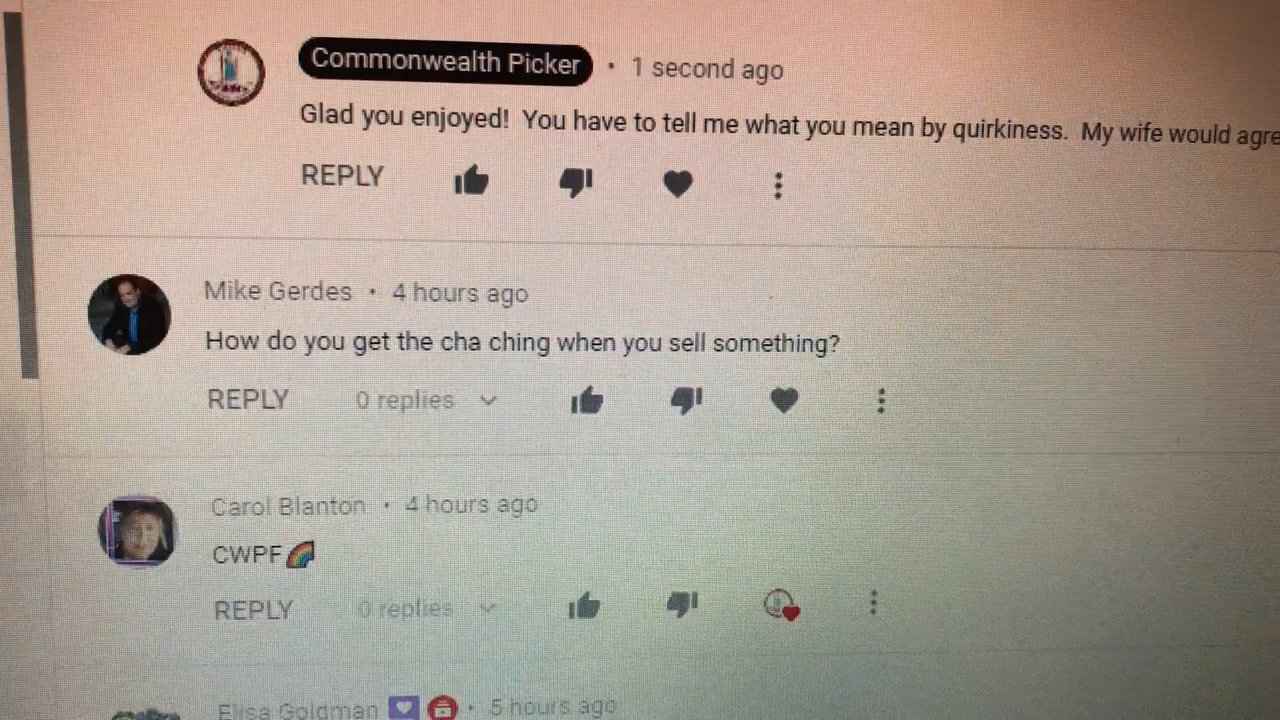 Commonwealth Picker • 1 second ago
Glad you enjoyed! You have to tell me what you mean by quirkiness. My wife would agre
REPLY
Mike Gerdes • 4 hours ago
How do you get the cha ching when you sell something?
REPLY 0 replies
Carol Blanton • 4 hours ago
CWPF🌈
REPLY 0 replies
Elisa Goldman • 5 hours ago